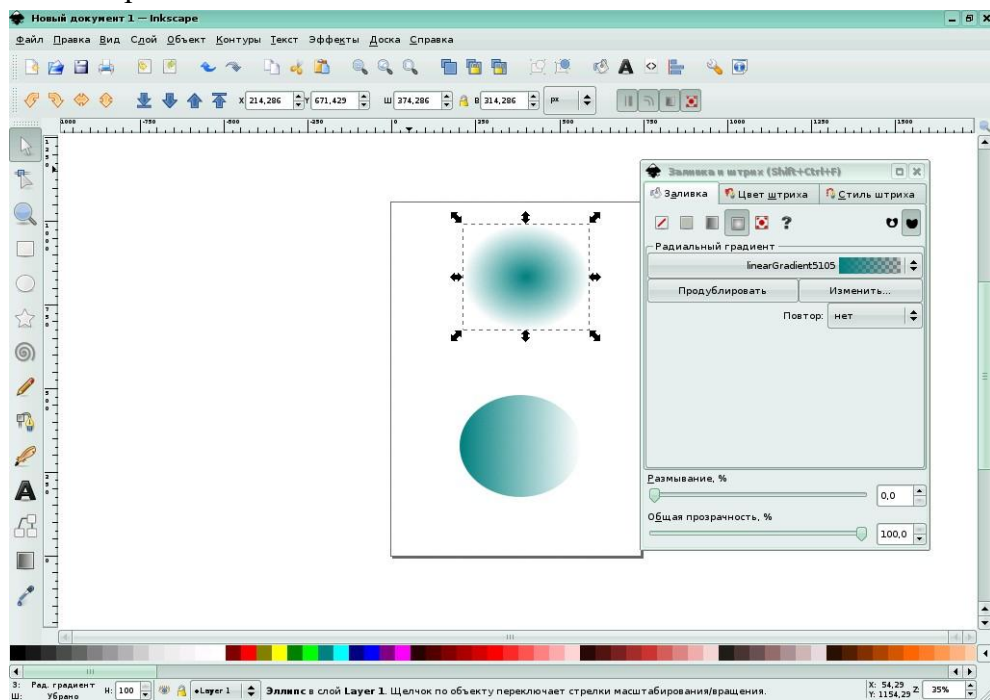 Новый документ 1 — Inkscape
Файл Правка Вид Слой Объект Контуры Текст Эффекты Доска Справка
X 214,286 Y 671,429 Ш 374,286 В 314,286 px
Заливка и штрих (Shift+Ctrl+F)
Заливка Цвет штриха Стиль штриха
?
Радиальный градиент
linearGradient5105
Продублировать Изменить...
Повтор: нет
Размывание, %
0,0
Общая прозрачность, %
100,0
З: Рад. градиент
Ш: Убрано
Н: 100
Layer 1
Эллипс в слой Layer 1. Щелчок по объекту переключает стрелки масштабирования/вращения.
X: 54,29
Y: 1154,29
Z: 35%